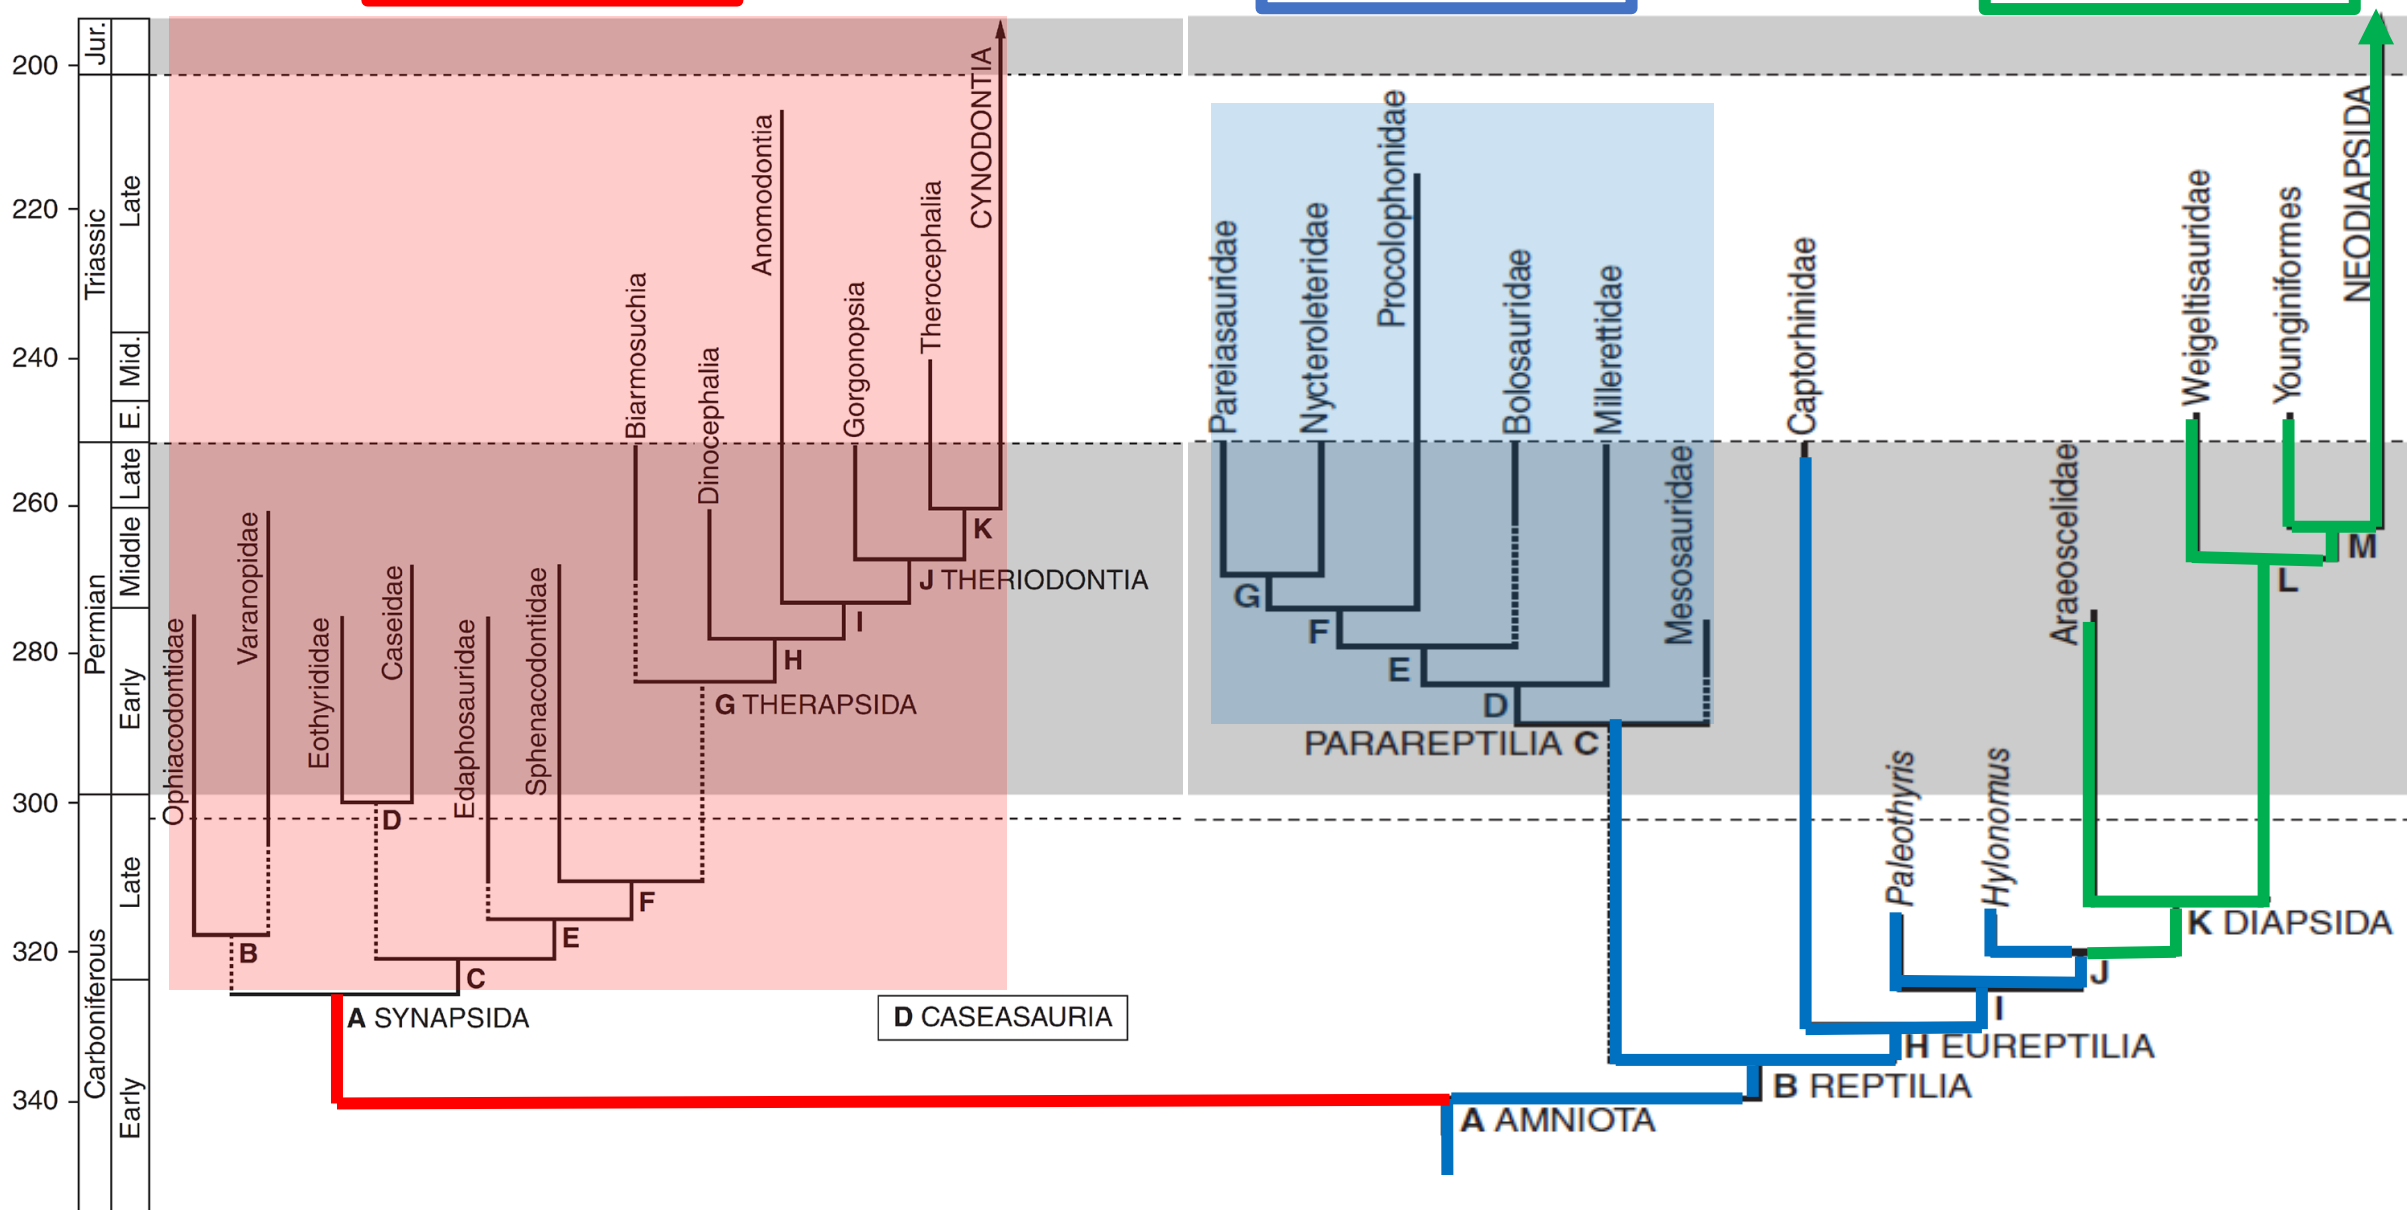 200
220
240
260
280
300
320
340
Jur.
Triassic
Late
Mid.
E.
Permian
Late
Middle
Early
Carboniferous
Late
Early
Ophiacodontidae
Varanopidae
Eothyrididae
Caseidae
Edaphosauridae
Sphenacodontidae
Biarmosuchia
Dinocephalia
Anomodontia
Gorgonopsia
Therocephalia
CYNODONTIA
K
J THERIODONTIA
I
H
G THERAPSIDA
F
E
D
C
B
A SYNAPSIDA
D CASEASAURIA
Pareiasauridae
Nycteroleteridae
Procolophonidae
Bolosauridae
Millerettidae
Mesosauridae
Captorhinidae
Paleothyris
Hylonomus
Araeoscelidae
Weigeltisauridae
Younginiformes
NEODIAPSIDA
M
L
G
F
E
D
PARAREPTILIA C
K DIAPSIDA
J
I
H EUREPTILIA
B REPTILIA
A AMNIOTA